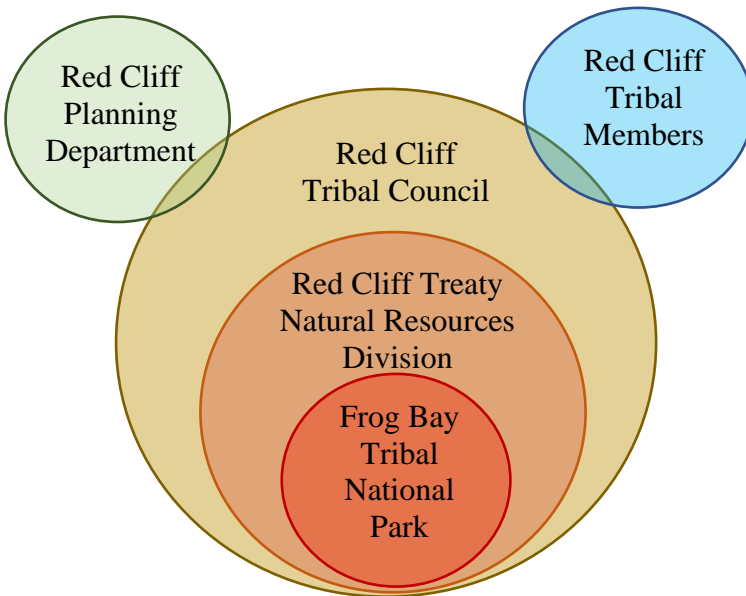 Red Cliff
Planning
Department
Red Cliff
Tribal
Members
Red Cliff
Tribal Council
Red Cliff Treaty
Natural Resources
Division
Frog Bay
Tribal
National
Park